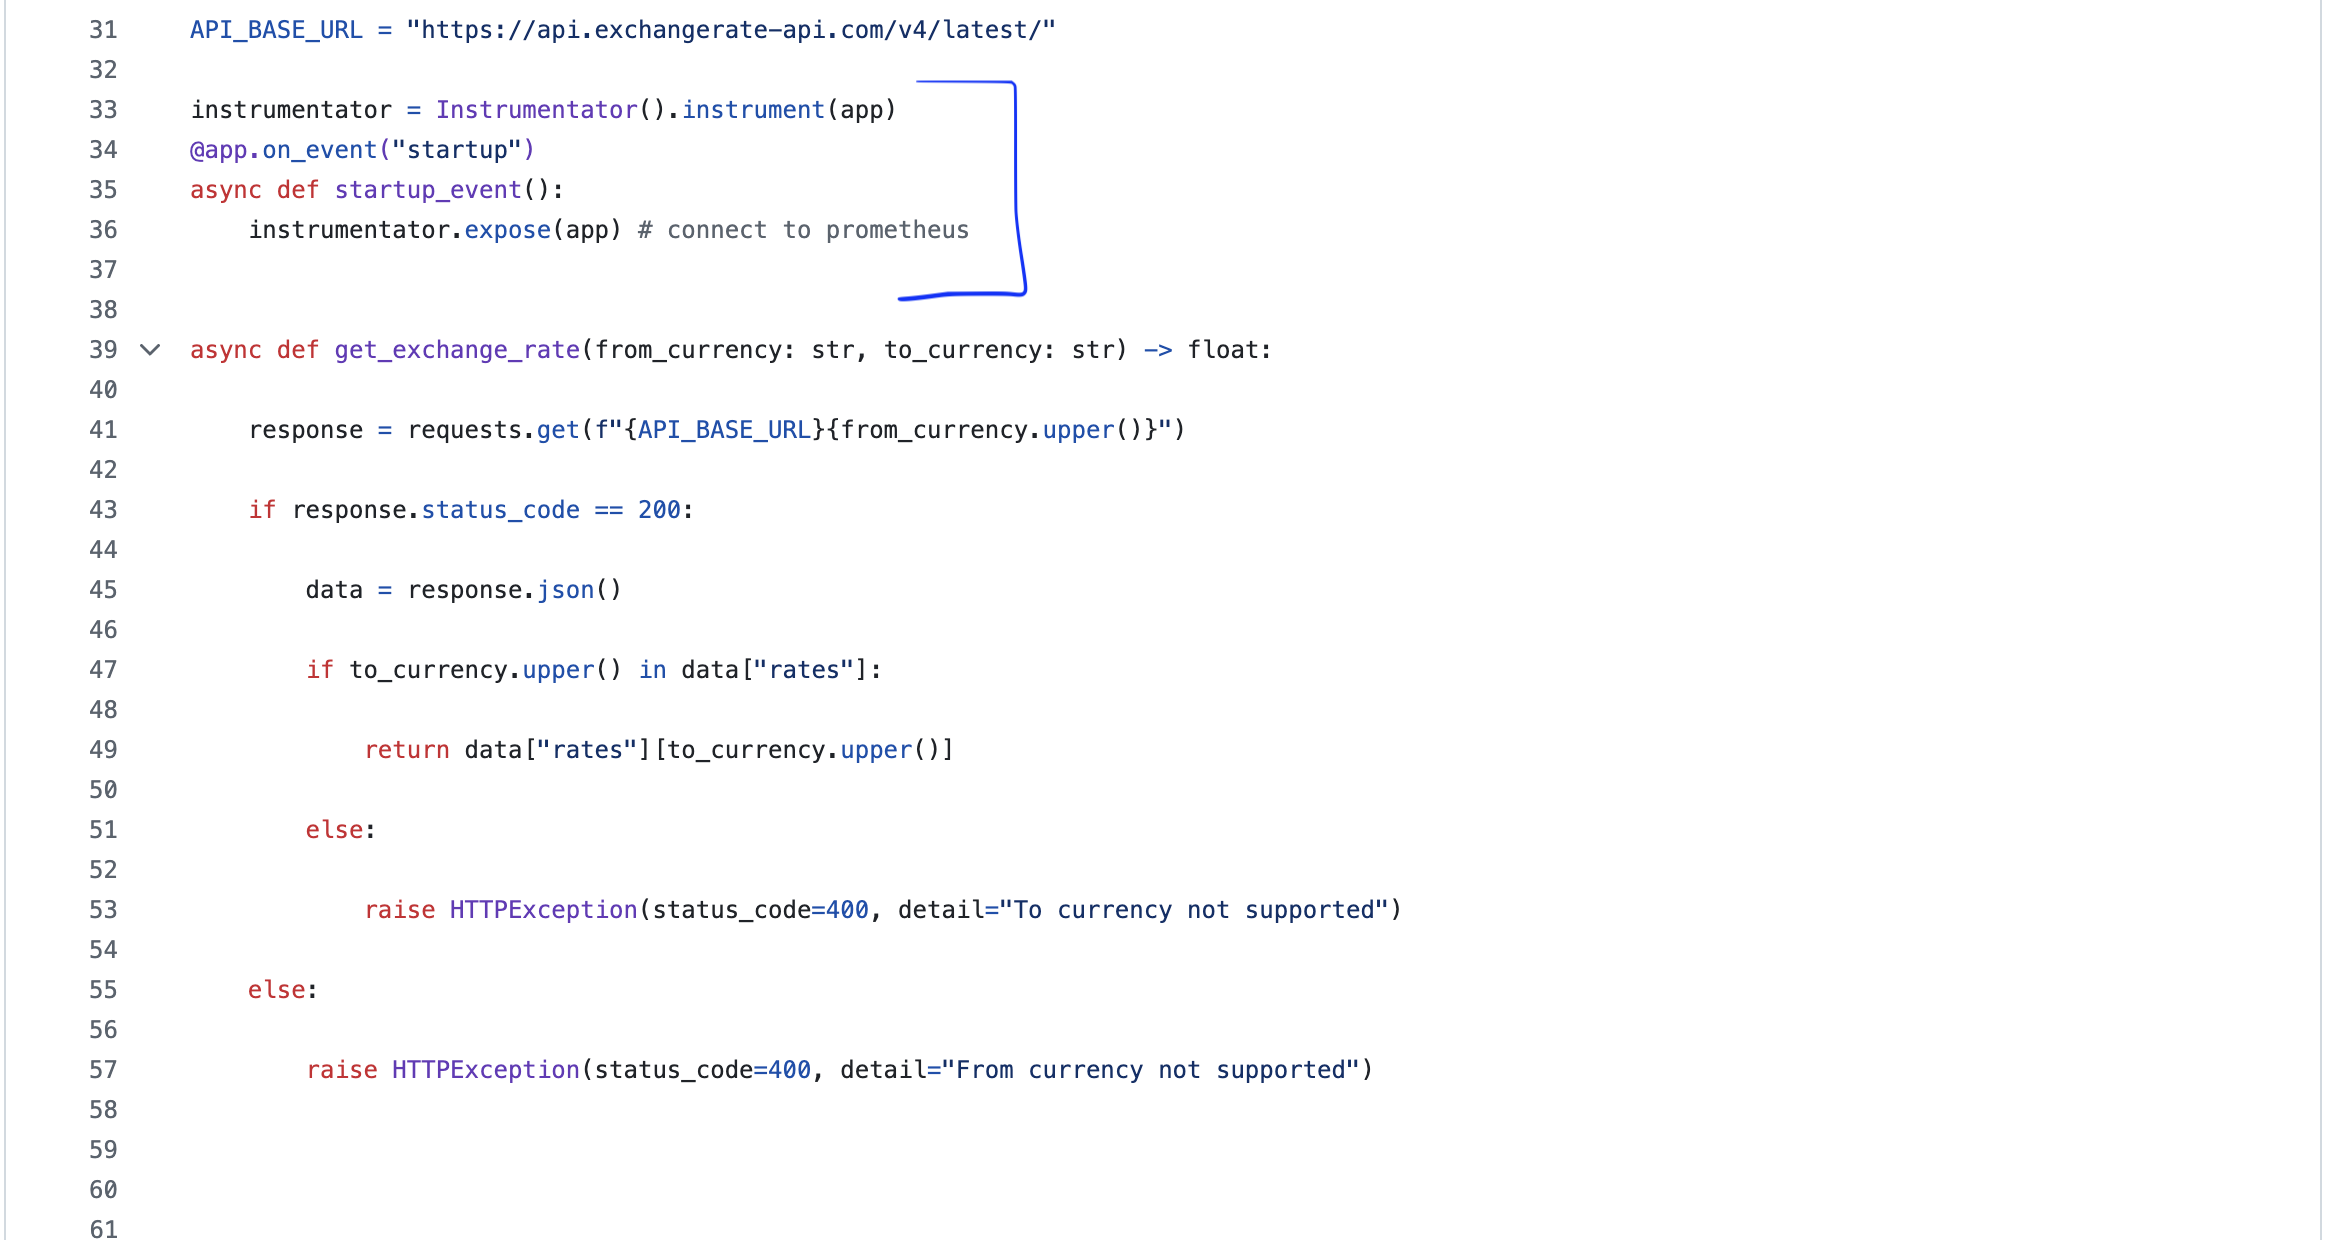 31 API_BASE_URL = "https://api.exchangerate-api.com/v4/latest/"
32
33 instrumentator = Instrumentator().instrument(app)
34 @app.on_event("startup")
35 async def startup_event():
36     instrumentator.expose(app) # connect to prometheus
37
38
39 async def get_exchange_rate(from_currency: str, to_currency: str) -> float:
40
41     response = requests.get(f"{API_BASE_URL}{from_currency.upper()}")
42
43     if response.status_code == 200:
44
45         data = response.json()
46
47         if to_currency.upper() in data["rates"]:
48
49             return data["rates"][to_currency.upper()]
50
51         else:
52
53             raise HTTPException(status_code=400, detail="To currency not supported")
54
55     else:
56
57         raise HTTPException(status_code=400, detail="From currency not supported")
58
59
60
61